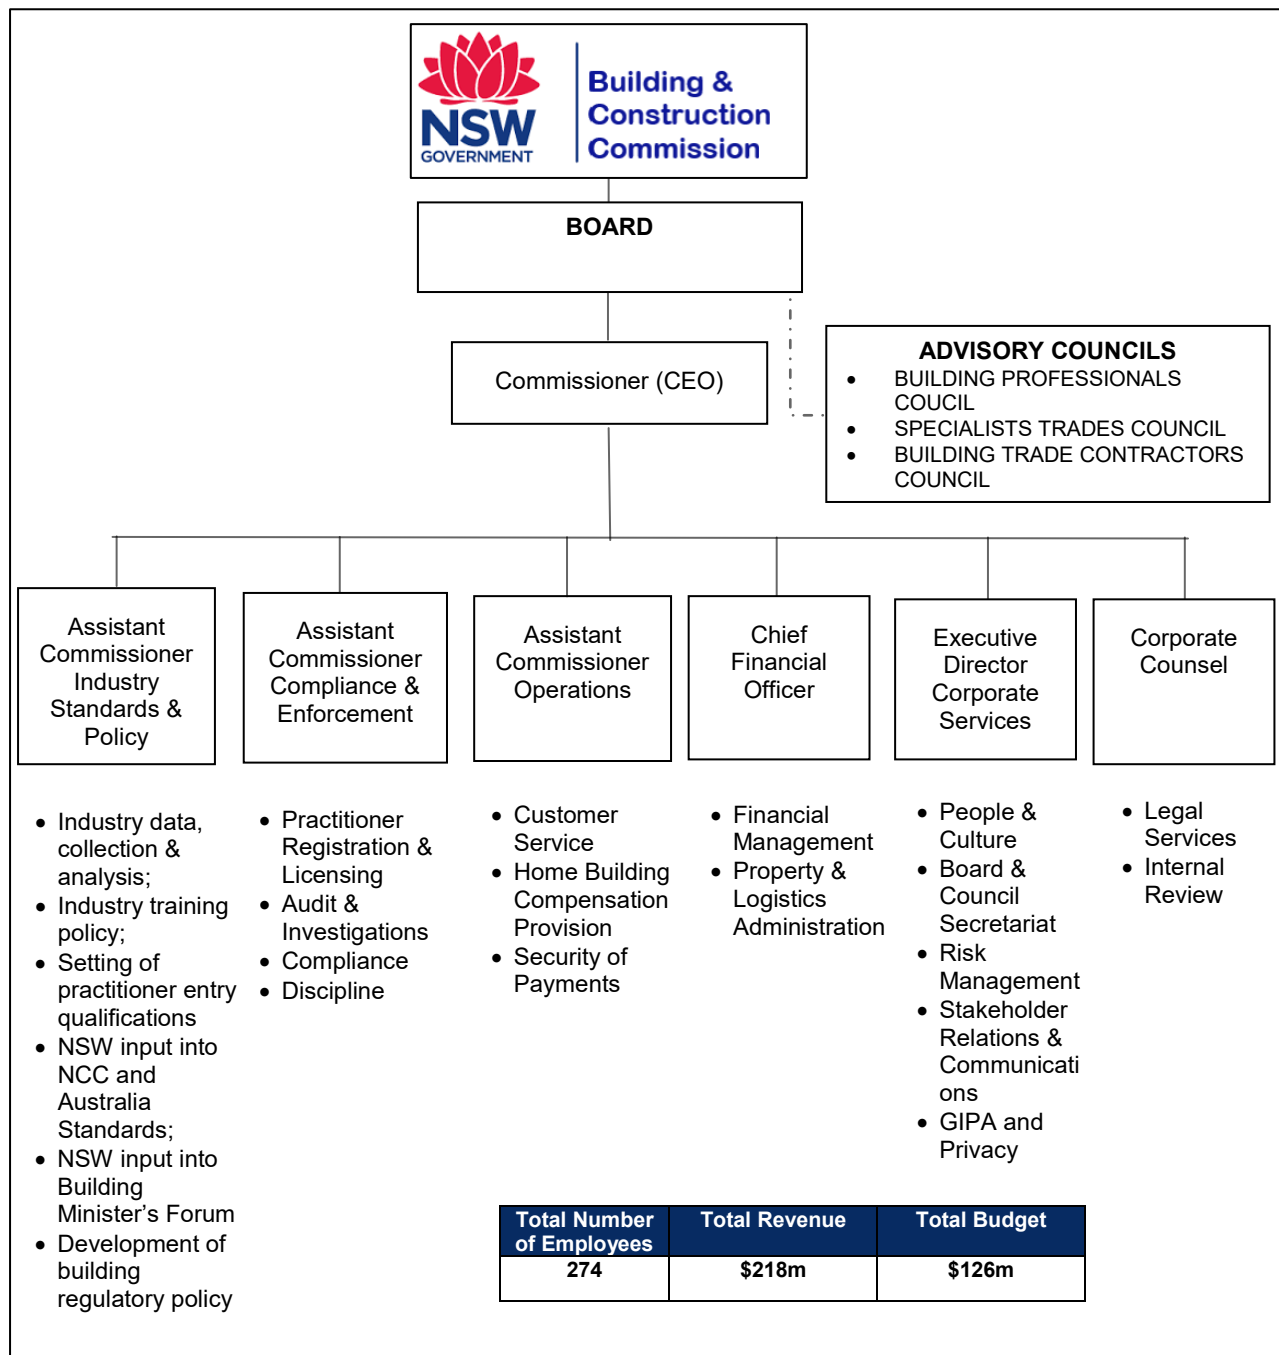 NSW
GOVERNMENT
Building &
Construction
Commission
BOARD
Commissioner (CEO)
ADVISORY COUNCILS
• BUILDING PROFESSIONALS
COUCIL
• SPECIALISTS TRADES COUNCIL
• BUILDING TRADE CONTRACTORS
COUNCIL
Assistant
Commissioner
Industry
Standards &
Policy
Assistant
Commissioner
Compliance &
Enforcement
Assistant
Commissioner
Operations
Chief
Financial
Officer
Executive
Director
Corporate
Services
Corporate
Counsel
• Industry data,
collection &
analysis;
• Industry training
policy;
• Setting of
practitioner entry
qualifications
• NSW input into
NCC and
Australia
Standards;
• NSW input into
Building
Minister’s Forum
• Development of
building
regulatory policy
• Practitioner
Registration &
Licensing
• Audit &
Investigations
• Compliance
• Discipline
• Customer
Service
• Home Building
Compensation
Provision
• Security of
Payments
• Financial
Management
• Property &
Logistics
Administration
• People &
Culture
• Board &
Council
Secretariat
• Risk
Management
• Stakeholder
Relations &
Communicati
ons
• GIPA and
Privacy
• Legal
Services
• Internal
Review
Total Number
of Employees
Total Revenue
Total Budget
274
$218m
$126m